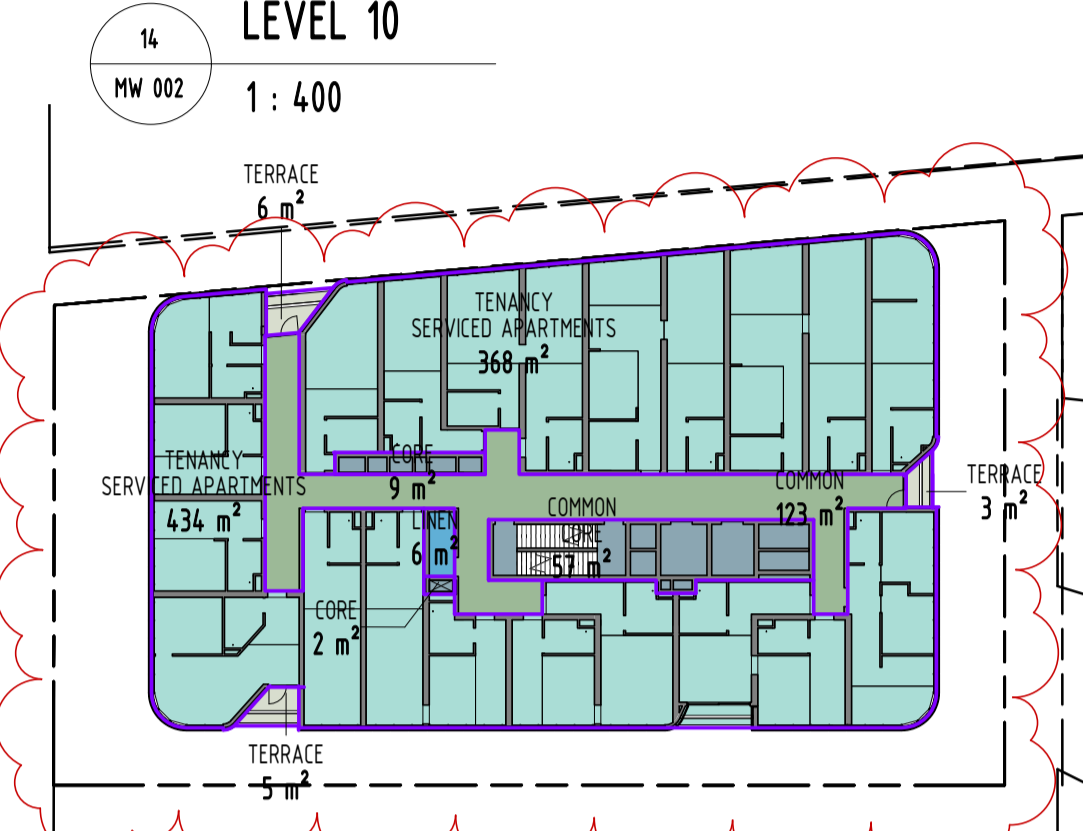 14
MW 002
LEVEL 10
1 : 400
TERRACE
6 m²
TENANCY
SERVICED APARTMENTS
368 m²
TENANCY
SERVICED APARTMENTS
434 m²
CORE
9 m²
LINEN
6 m²
COMMON
CORE
57 m²
COMMON
123 m²
TERRACE
3 m²
CORE
2 m²
TERRACE
5 m²